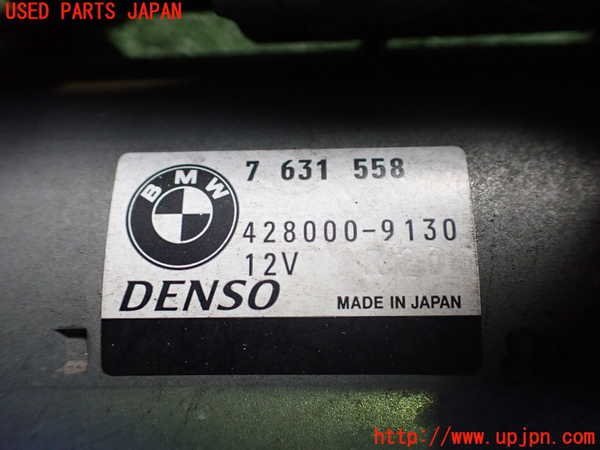 USED PARTS JAPAN
BMW
7 631 558
428000-9130
12V
DENSO
MADE IN JAPAN
http://www.upjpn.com/